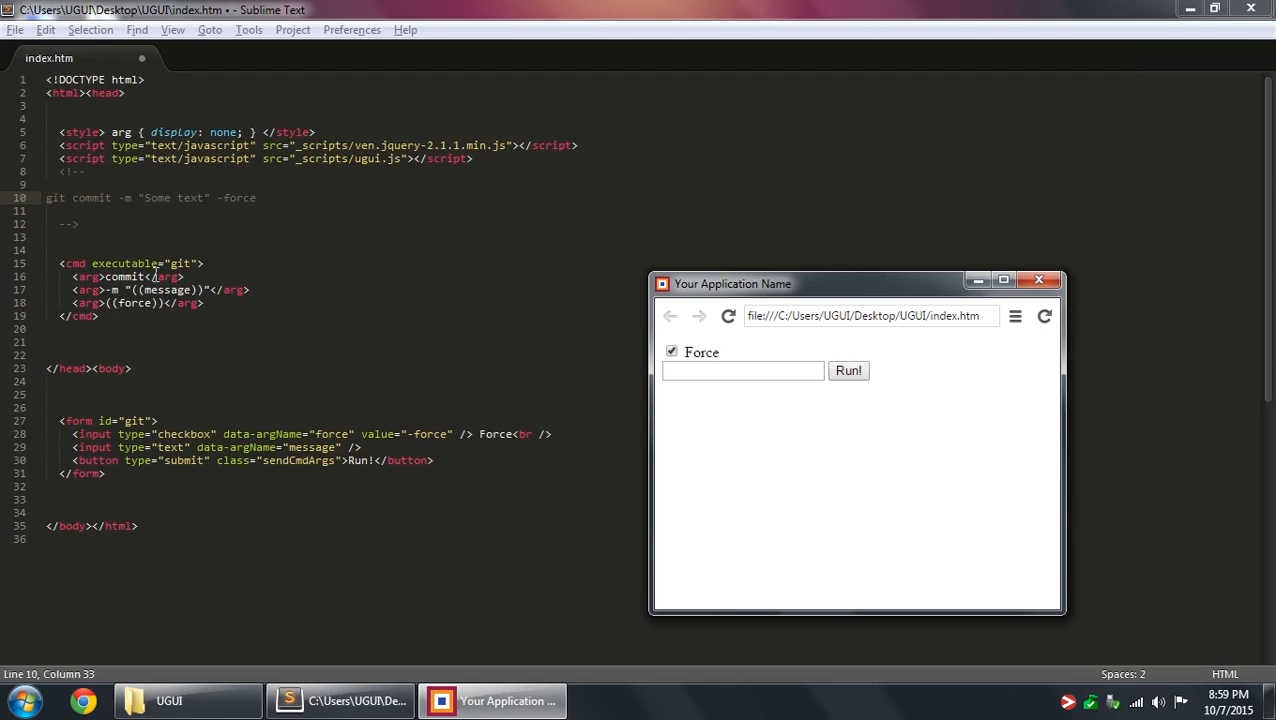 C:\Users\UGUI\Desktop\UGUI\index.htm • - Sublime Text
File Edit Selection Find View Goto Tools Project Preferences Help
index.htm
1 <!DOCTYPE html>
2 <html><head>
3
4
5 <style> arg { display: none; } </style>
6 <script type="text/javascript" src="_scripts/ven.jquery-2.1.1.min.js"></script>
7 <script type="text/javascript" src="_scripts/ugui.js"></script>
8 <!--
9
10 git commit -m "Some text" -force
11
12 -->
13
14
15 <cmd executable="git">
16 <arg>commit</arg>
17 <arg>-m "((message))"</arg>
18 <arg>((force))</arg>
19 </cmd>
20
21
22
23 </head><body>
24
25
26
27 <form id="git">
28 <input type="checkbox" data-argName="force" value="-force" /> Force<br />
29 <input type="text" data-argName="message" />
30 <button type="submit" class="sendCmdArgs">Run!</button>
31 </form>
32
33
34
35 </body></html>
36
Your Application Name
file:///C:/Users/UGUI/Desktop/UGUI/index.htm
Force
Run!
Line 10, Column 33 Spaces: 2 HTML
UGUI C:\Users\UGUI\De... Your Application ... 8:59 PM
10/7/2015